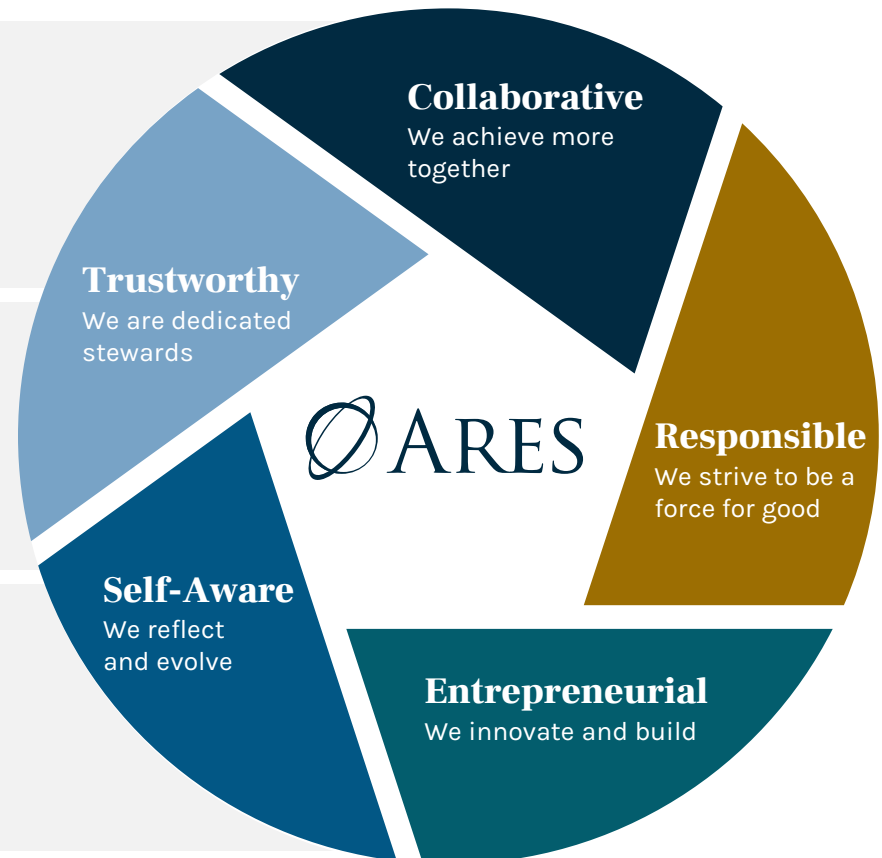 Collaborative
We achieve more
together
Trustworthy
We are dedicated
stewards
ARES
Responsible
We strive to be a
force for good
Self-Aware
We reflect
and evolve
Entrepreneurial
We innovate and build